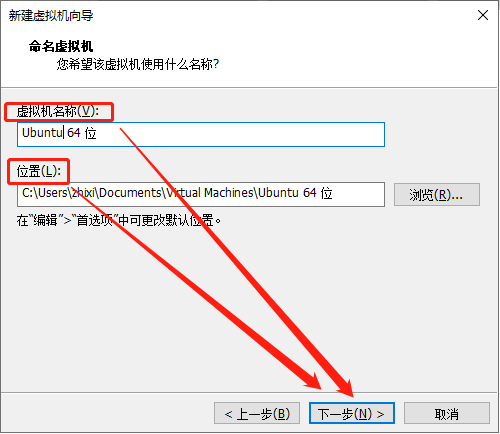 新建虚拟机向导
命名虚拟机
您希望该虚拟机使用什么名称?
虚拟机名称(V):
Ubuntu 64 位
位置(L):
C:\Users\zhixi\Documents\Virtual Machines\Ubuntu 64 位
浏览(R)...
在“编辑”>“首选项”中可更改默认位置。
< 上一步(B)
下一步(N) >
取消